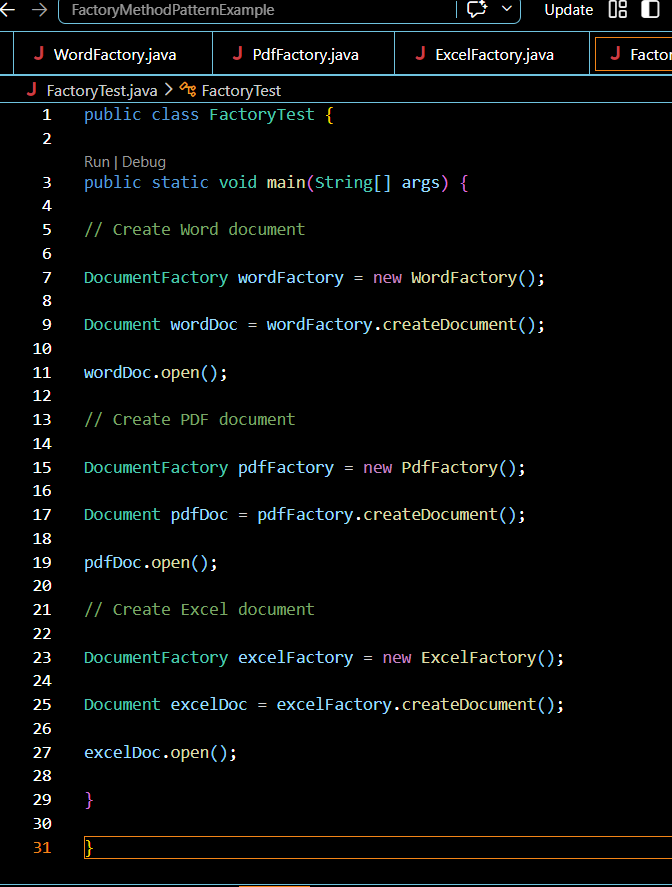 FactoryMethodPatternExample
Update
WordFactory.java
PdfFactory.java
ExcelFactory.java
Factor
FactoryTest.java > FactoryTest
1 public class FactoryTest {
2
Run | Debug
3 public static void main(String[] args) {
4
5 // Create Word document
6
7 DocumentFactory wordFactory = new WordFactory();
8
9 Document wordDoc = wordFactory.createDocument();
10
11 wordDoc.open();
12
13 // Create PDF document
14
15 DocumentFactory pdfFactory = new PdfFactory();
16
17 Document pdfDoc = pdfFactory.createDocument();
18
19 pdfDoc.open();
20
21 // Create Excel document
22
23 DocumentFactory excelFactory = new ExcelFactory();
24
25 Document excelDoc = excelFactory.createDocument();
26
27 excelDoc.open();
28
29 }
30
31 }